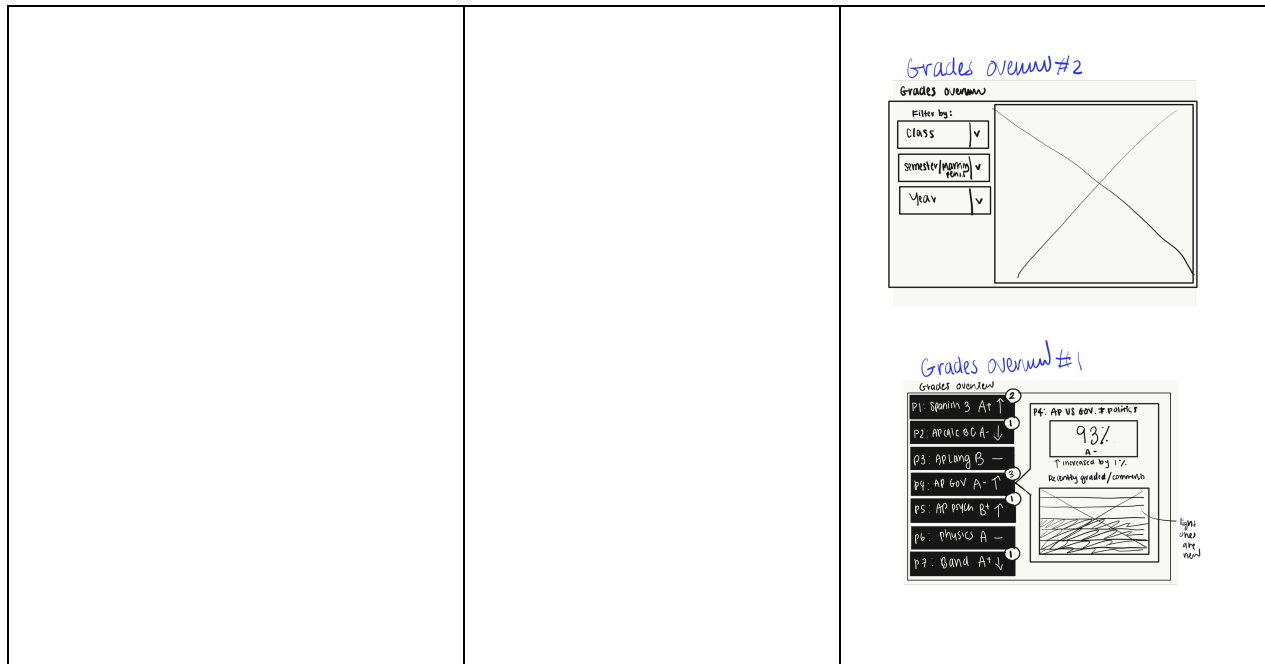 Grades overview #2
Grades overview
Filter by:
Class
semester/marking
Year
Grades overview #1
Grades overview
P1: Spanish 3 A+ ↑ 2
P2: AP calc BC A- ↓ 1
P3: AP Lang B —
P4: AP GOV A- ↑ 3
P5: AP psych B+ ↑ 1
P6: physics A —
P7: Band A+ ↓ 1
P4: AP US GOV. & politics
93%
A-
↑ increased by 1%
Recently graded/comments
light
ones
are
new